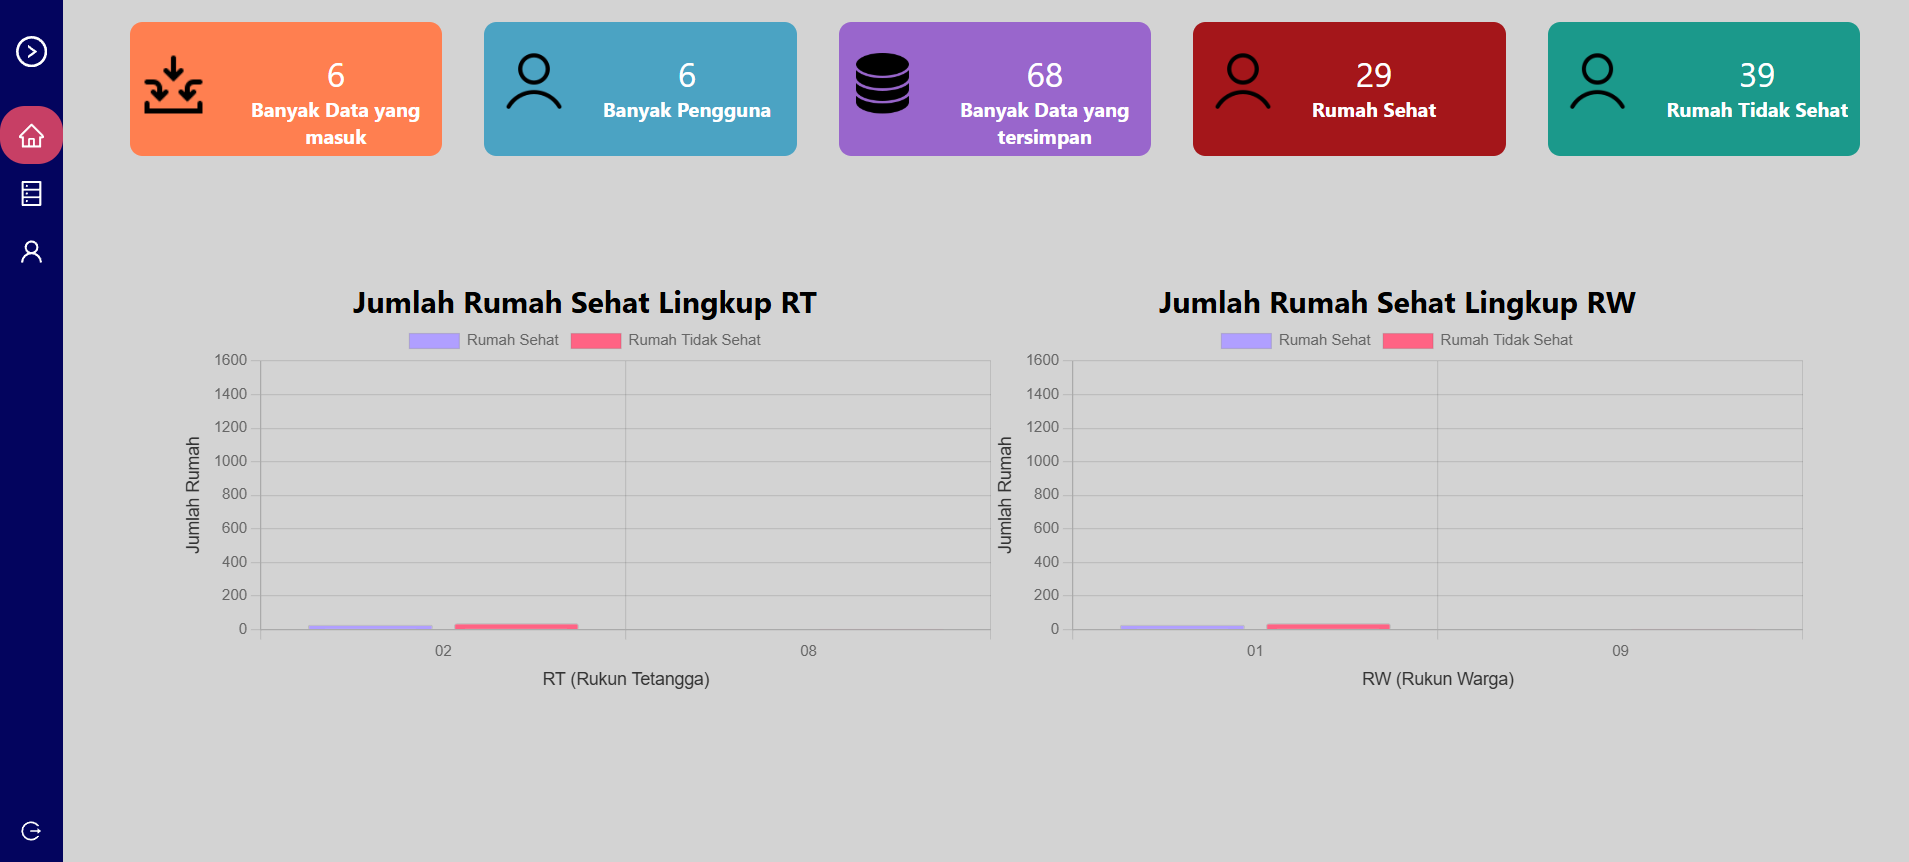 6
Banyak Data yang
masuk
6
Banyak Pengguna
68
Banyak Data yang
tersimpan
29
Rumah Sehat
39
Rumah Tidak Sehat
Jumlah Rumah Sehat Lingkup RT
Rumah Sehat Rumah Tidak Sehat
1600
1400
1200
1000
800
600
400
200
0
Jumlah Rumah
02 08
RT (Rukun Tetangga)
Jumlah Rumah Sehat Lingkup RW
Rumah Sehat Rumah Tidak Sehat
1600
1400
1200
1000
800
600
400
200
0
Jumlah Rumah
01 09
RW (Rukun Warga)